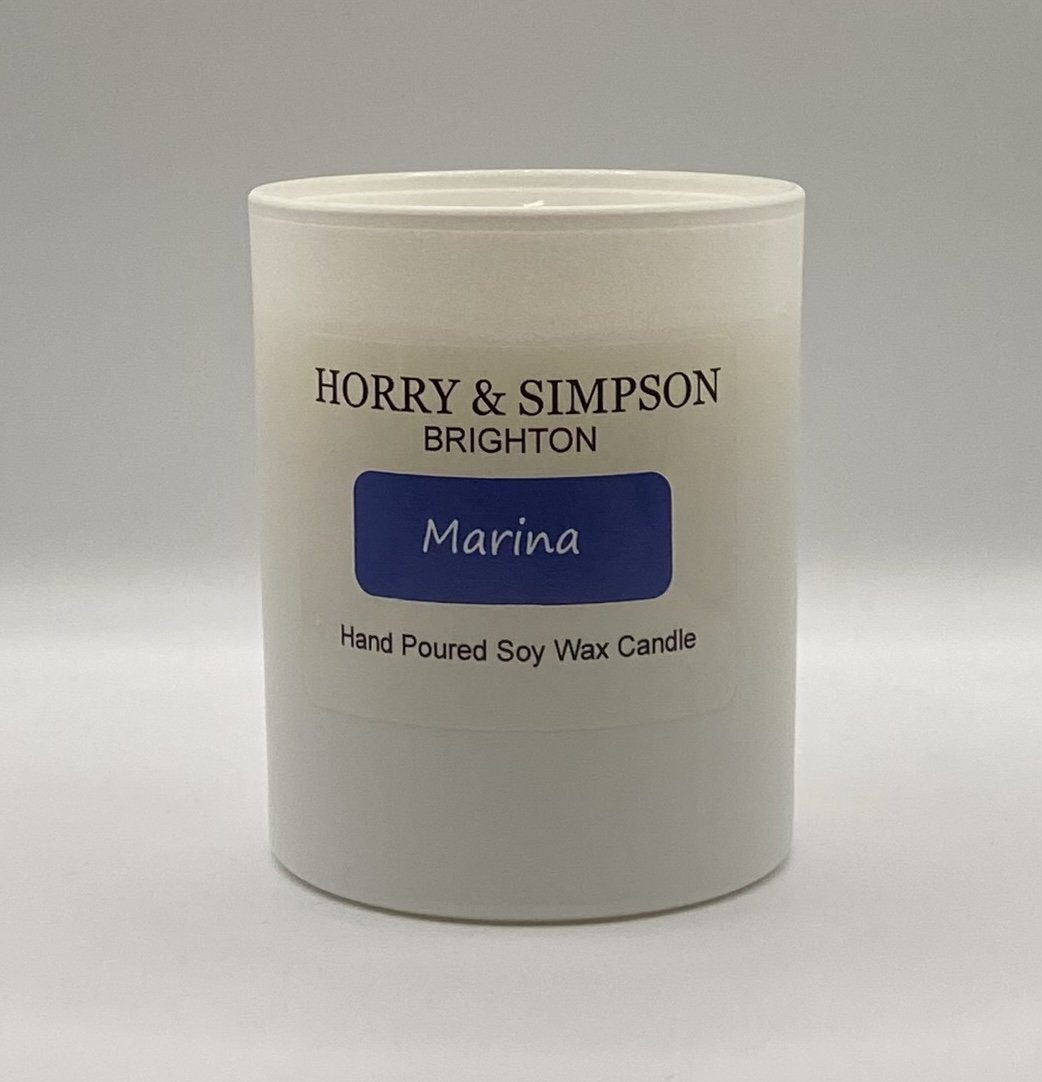 HORRY & SIMPSON
BRIGHTON
Marina
Hand Poured Soy Wax Candle